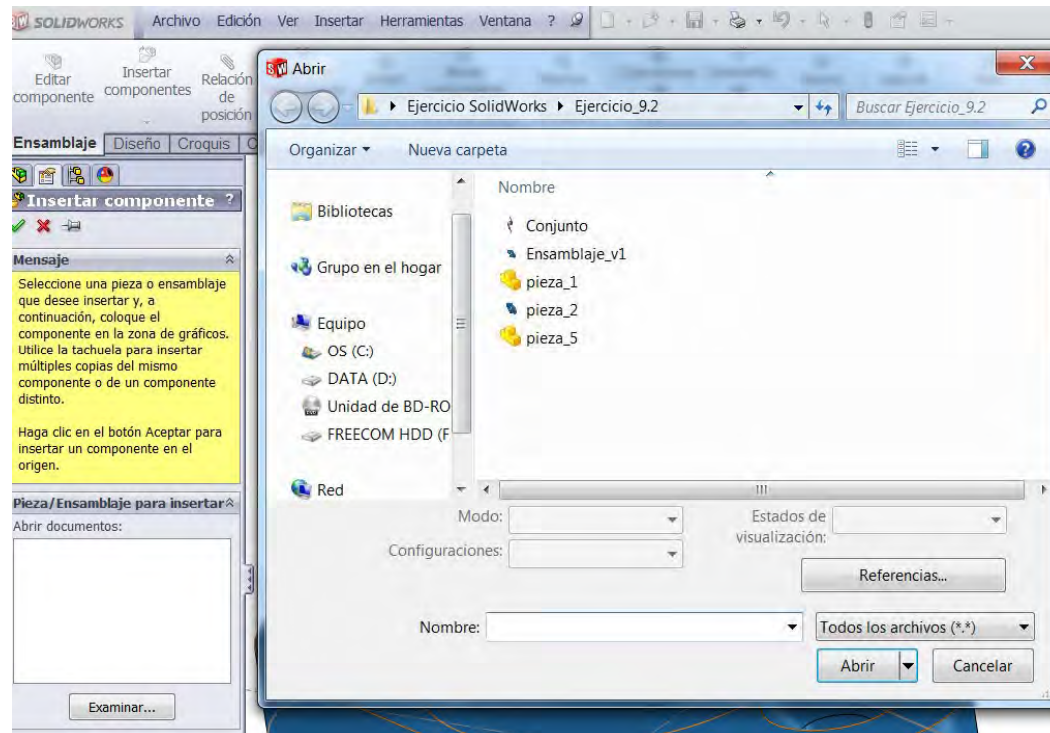 SOLIDWORKS Archivo Edición Ver Insertar Herramientas Ventana ?
Editar
componente
Insertar
componentes
Relación
de
posición
Ensamblaje Diseño Croquis
Insertar componente ?
Mensaje
Seleccione una pieza o ensamblaje
que desee insertar y, a
continuación, coloque el
componente en la zona de gráficos.
Utilice la tachuela para insertar
múltiples copias del mismo
componente o de un componente
distinto.
Haga clic en el botón Aceptar para
insertar un componente en el
origen.
Pieza/Ensamblaje para insertar
Abrir documentos:
Examinar...
Abrir
Ejercicio SolidWorks Ejercicio_9.2
Buscar Ejercicio_9.2
Organizar Nueva carpeta
Bibliotecas
Grupo en el hogar
Equipo
OS (C:)
DATA (D:)
Unidad de BD-RO
FREECOM HDD (F
Red
Nombre
Conjunto
Ensamblaje_v1
pieza_1
pieza_2
pieza_5
Modo:
Configuraciones:
Estados de
visualización:
Referencias...
Nombre:
Todos los archivos (*.*)
Abrir Cancelar